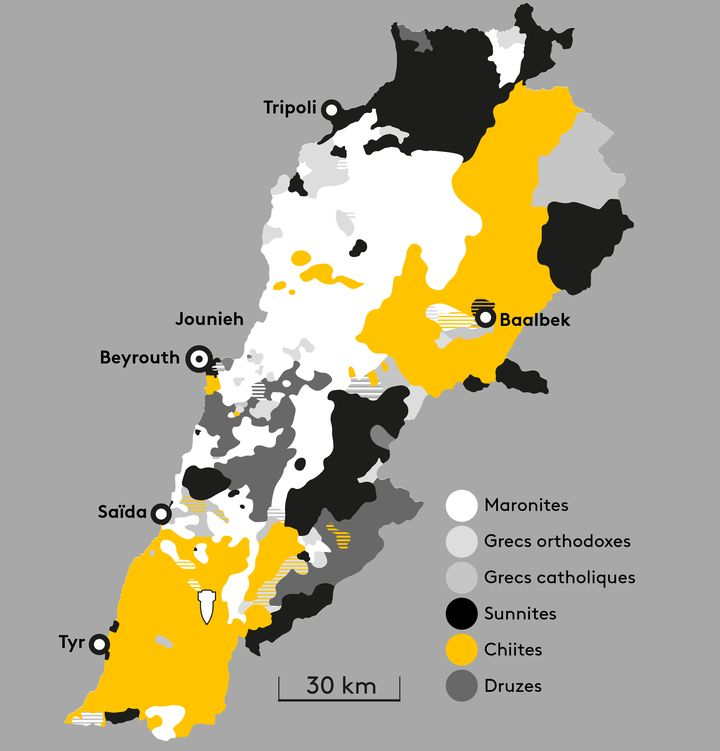 Tripoli
Jounieh
Baalbek
Beyrouth
Saïda
Maronites
Grecs orthodoxes
Grecs catholiques
Sunnites
Chiites
Tyr
Druzes
30 km